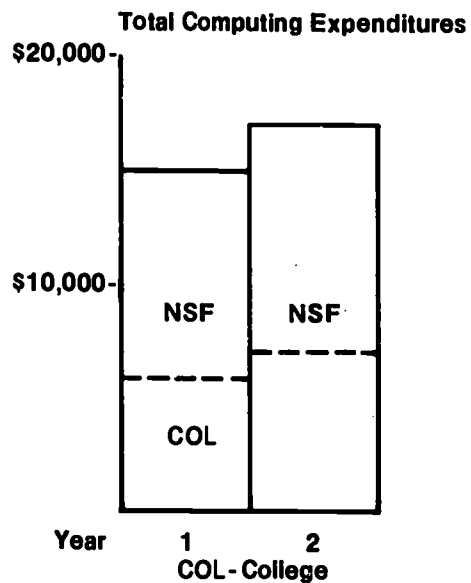 Total Computing Expenditures
$20,000
$10,000
NSF
NSF
COL
Year 1 2
COL-College